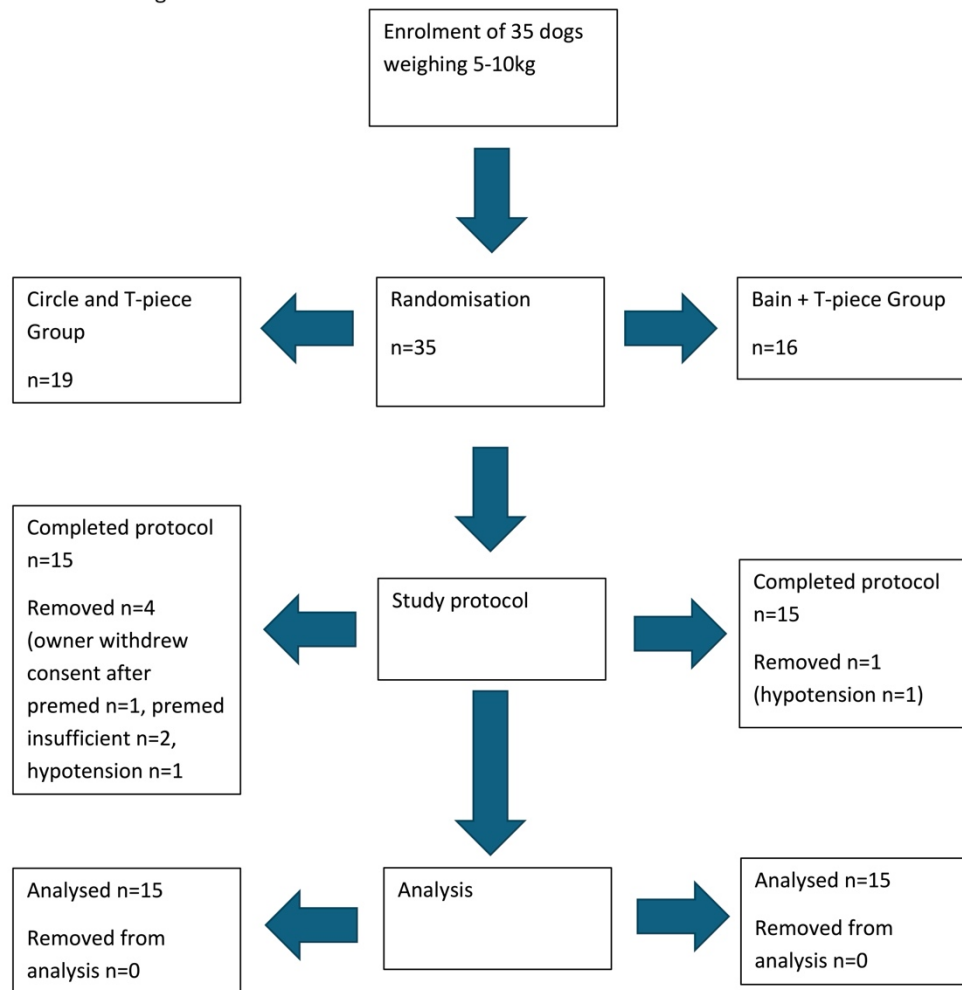 Enrolment of 35 dogs
weighing 5-10kg
Circle and T-piece
Group
n=19
Randomisation
n=35
Bain + T-piece Group
n=16
Completed protocol
n=15
Removed n=4
(owner withdrew
consent after
premed n=1, premed
insufficient n=2,
hypotension n=1
Study protocol
Completed protocol
n=15
Removed n=1
(hypotension n=1)
Analysed n=15
Removed from
analysis n=0
Analysis
Analysed n=15
Removed from
analysis n=0